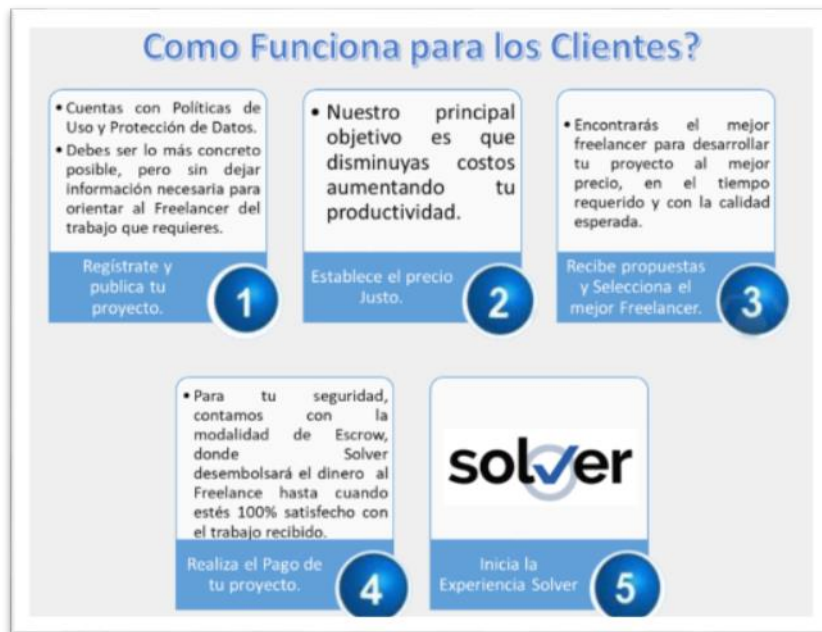 Como Funciona para los Clientes?
• Cuentas con Políticas de
Uso y Protección de Datos.
• Debes ser lo más concreto
posible, pero sin dejar
información necesaria para
orientar al Freelancer del
trabajo que requieres.
Regístrate y
publica tu
proyecto.
1
• Nuestro principal
objetivo es que
disminuyas costos
aumentando tu
productividad.
Establece el precio
Justo.
2
• Encontrarás el mejor
freelancer para desarrollar
tu proyecto al mejor
precio, en el tiempo
requerido y con la calidad
esperada.
Recibe propuestas
y Selecciona el
mejor Freelancer.
3
• Para tu seguridad,
contamos con la
modalidad de Escrow,
donde Solver
desembolsará el dinero al
Freelance hasta cuando
estés 100% satisfecho con
el trabajo recibido.
Realiza el Pago de
tu proyecto.
4
solver
Inicia la
Experiencia Solver
5